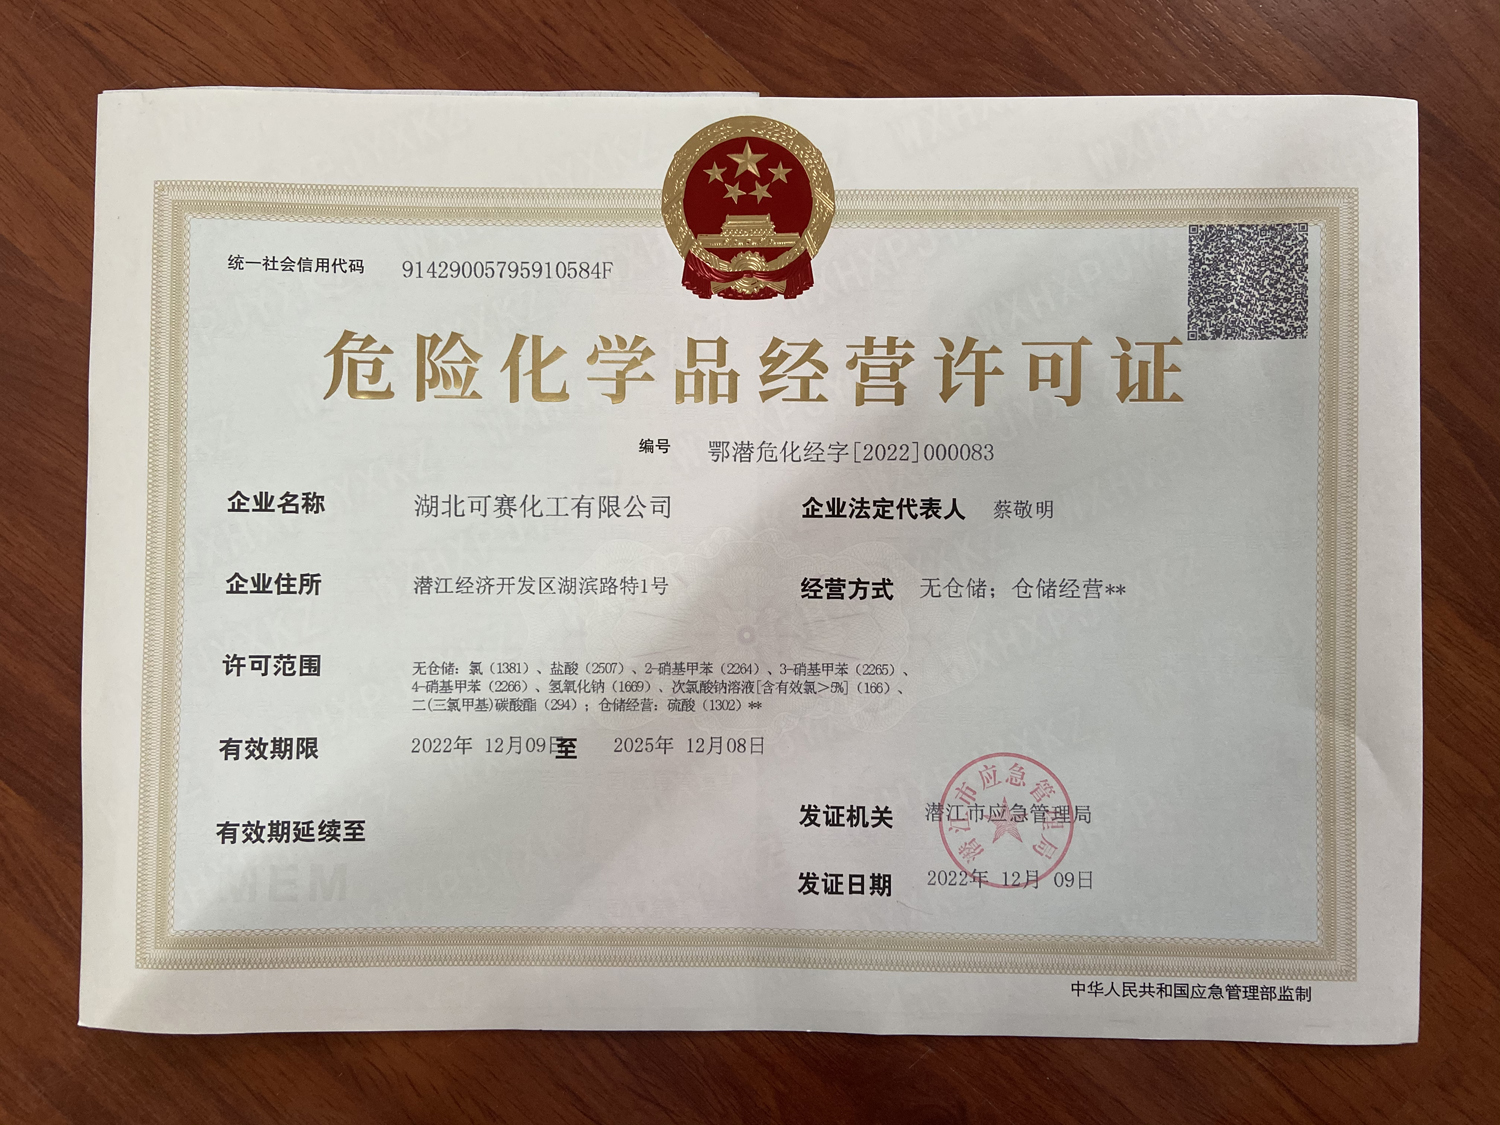 统一社会信用代码 91429005795910584F
危险化学品经营许可证
编号 鄂潜危化经字[2022]000083
企业名称 湖北可赛化工有限公司 企业法定代表人 蔡敬明
企业住所 潜江经济开发区湖滨路特1号 经营方式 无仓储；仓储经营**
许可范围 无仓储：氯（1381）、盐酸（2507）、2-硝基甲苯（2264）、3-硝基甲苯（2265）、
4-硝基甲苯（2266）、氢氧化钠（1669）、次氯酸钠溶液[含有效氯＞5%]（166）、
二(三氯甲基)碳酸酯（294）；仓储经营：硫酸（1302）**
有效期限 2022年 12月09日至 2025年 12月08日
有效期延续至
发证机关 潜江市应急管理局
潜江市应急管理局
发证日期 2022年 12月 09日
MEM
中华人民共和国应急管理部监制